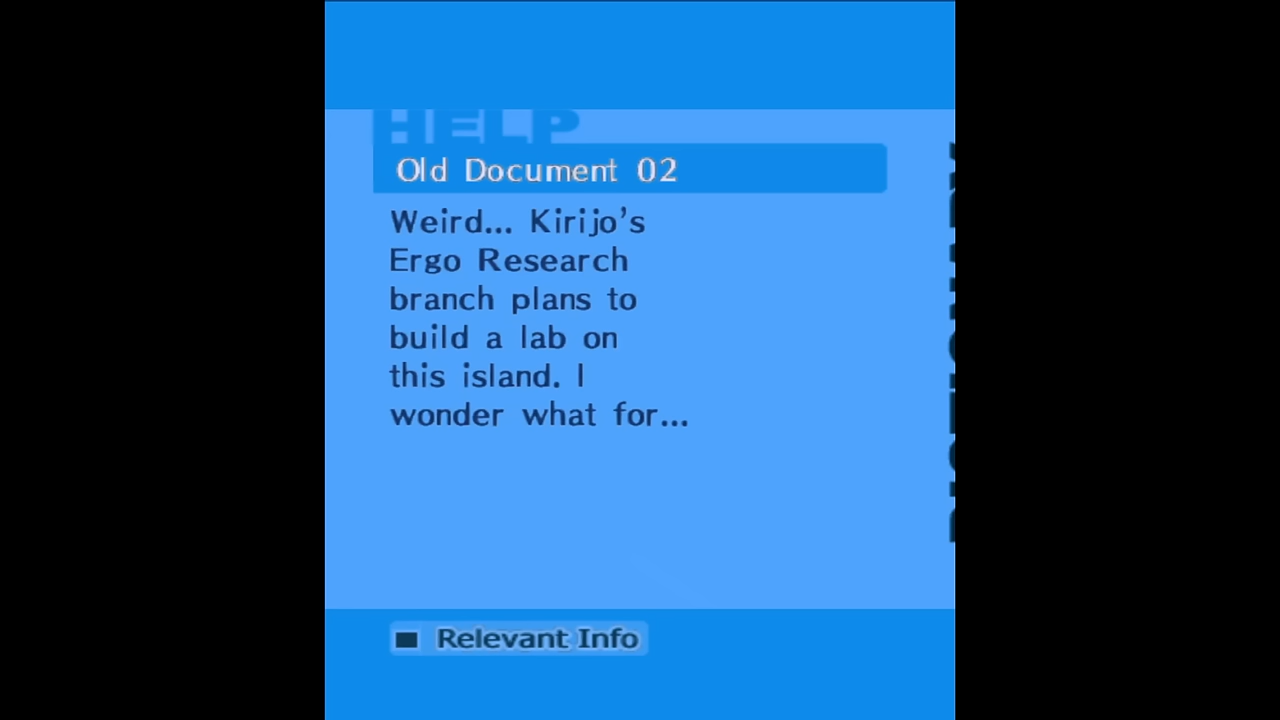 HELP
Old Document 02
Weird... Kirijo's
Ergo Research
branch plans to
build a lab on
this island. I
wonder what for...
Relevant Info